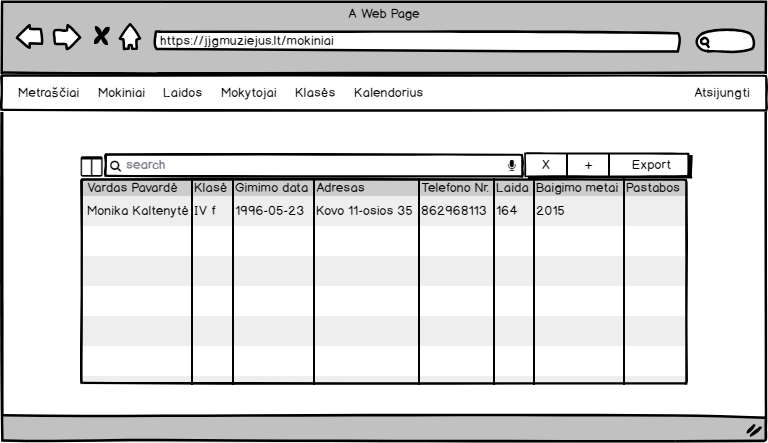 A Web Page
https://jjgmuziejus.lt/mokiniai
Metraščiai Mokiniai Laidos Mokytojai Klasės Kalendorius Atsijungti
search X + Export
Vardas Pavardė Klasė Gimimo data Adresas Telefono Nr. Laida Baigimo metai Pastabos
Monika Kaltenytė IV f 1996-05-23 Kovo 11-osios 35 862968113 164 2015